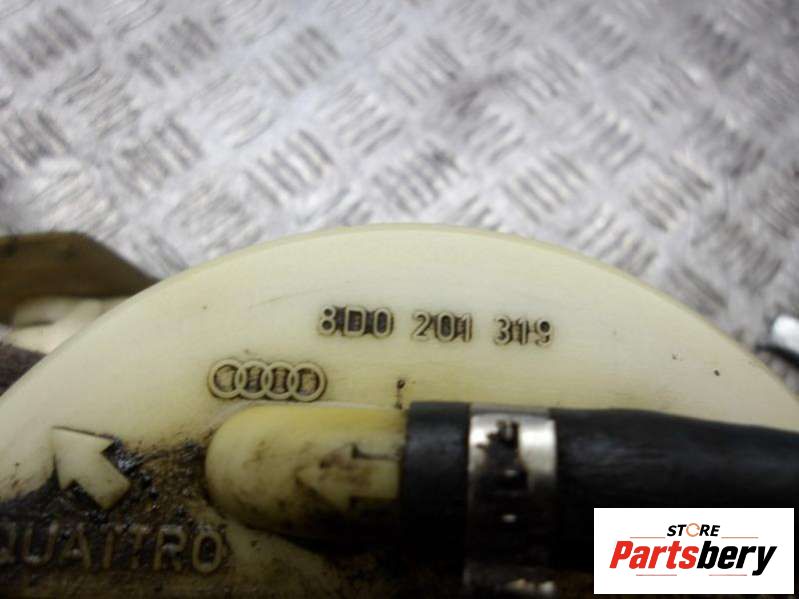 8D0 201 319
QUATTRO
STORE
Partsbery